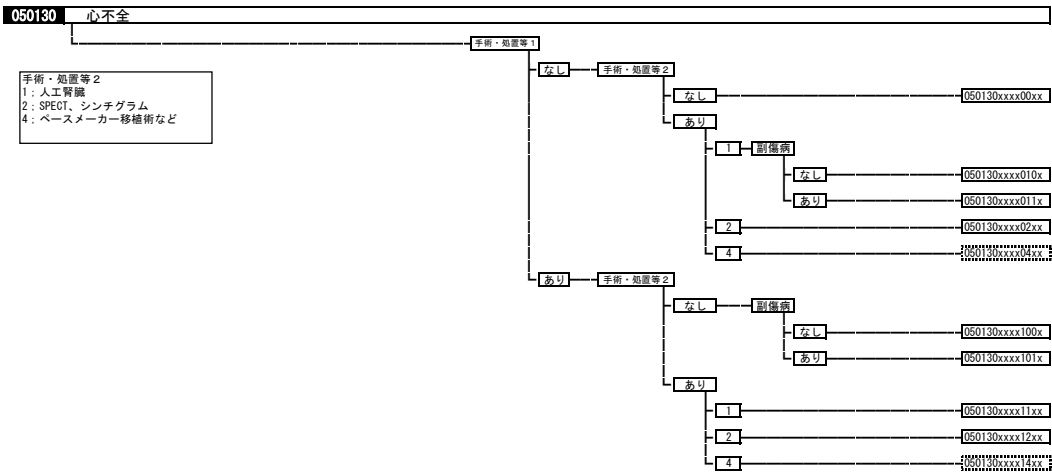 050130 心不全
手術・処置等1
手術・処置等2
1;人工腎臓
2;SPECT、シンチグラム
4;ペースメーカー移植術など
なし 手術・処置等2
なし 050130xxxx00xx
あり
1 副傷病
なし 050130xxxx010x
あり 050130xxxx011x
2 050130xxxx02xx
4 050130xxxx04xx
あり 手術・処置等2
なし 副傷病
なし 050130xxxx100x
あり 050130xxxx101x
あり
1 050130xxxx11xx
2 050130xxxx12xx
4 050130xxxx14xx